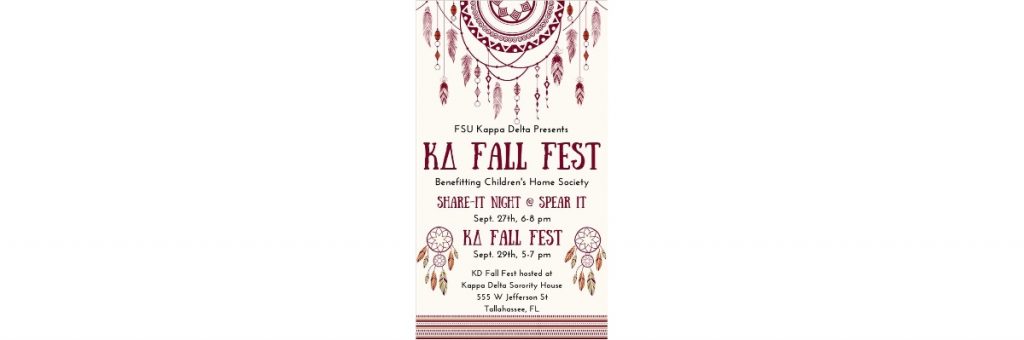 FSU Kappa Delta Presents
KΔ FALL FEST
Benefitting Children's Home Society
SHARE-IT NIGHT @ SPEAR IT
Sept. 27th, 6-8 pm
KΔ FALL FEST
Sept. 29th, 5-7 pm
KD Fall Fest hosted at
Kappa Delta Sorority House
555 W Jefferson St
Tallahassee, FL